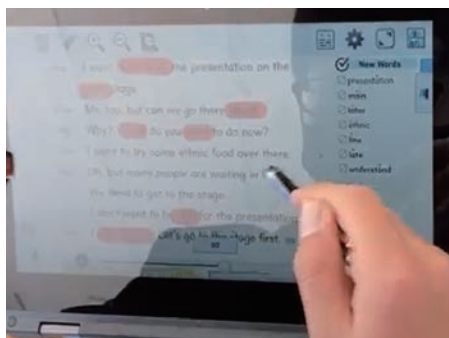 I want the presentation on the
stage.
Me, too, but can we go there
Why? do you to do now?
I want to try some ethnic food over there.
OK, but many people are waiting in
You need to get to the stage
I don't want to be for the presentation.
I Let's go to the stage first.
New Words
presentation
main
later
ethnic
line
late
understand